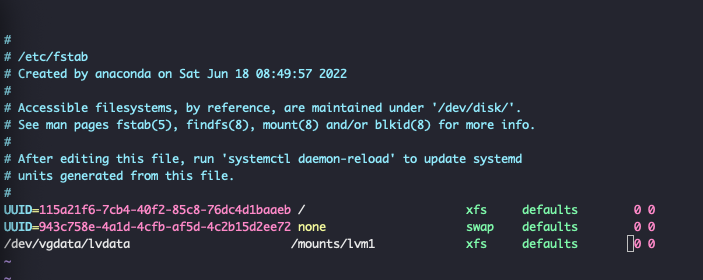 #
# /etc/fstab
# Created by anaconda on Sat Jun 18 08:49:57 2022
#
# Accessible filesystems, by reference, are maintained under '/dev/disk/'.
# See man pages fstab(5), findfs(8), mount(8) and/or blkid(8) for more info.
#
# After editing this file, run 'systemctl daemon-reload' to update systemd
# units generated from this file.
#
UUID=115a21f6-7cb4-40f2-85c8-76dc4d1baaeb / xfs defaults 0 0
UUID=943c758e-4a1d-4cfb-af5d-4c2b15d2ee72 none swap defaults 0 0
/dev/vgdata/lvdata /mounts/lvm1 xfs defaults 0 0
~
~